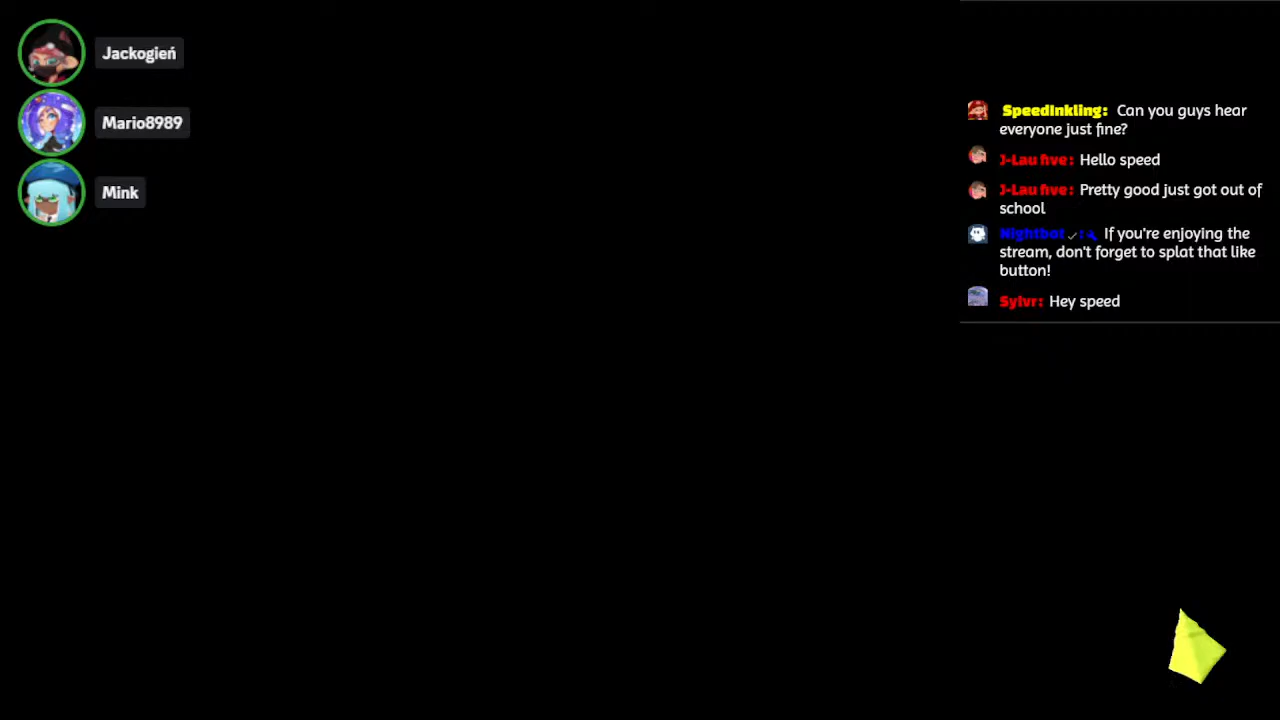 Jackogień
Mario8989
Mink
SpeedInkling: Can you guys hear
everyone just fine?
J-Lau five: Hello speed
J-Lau five: Pretty good just got out of
school
Nightbot ✓: If you're enjoying the
stream, don't forget to splat that like
button!
Sylvr: Hey speed